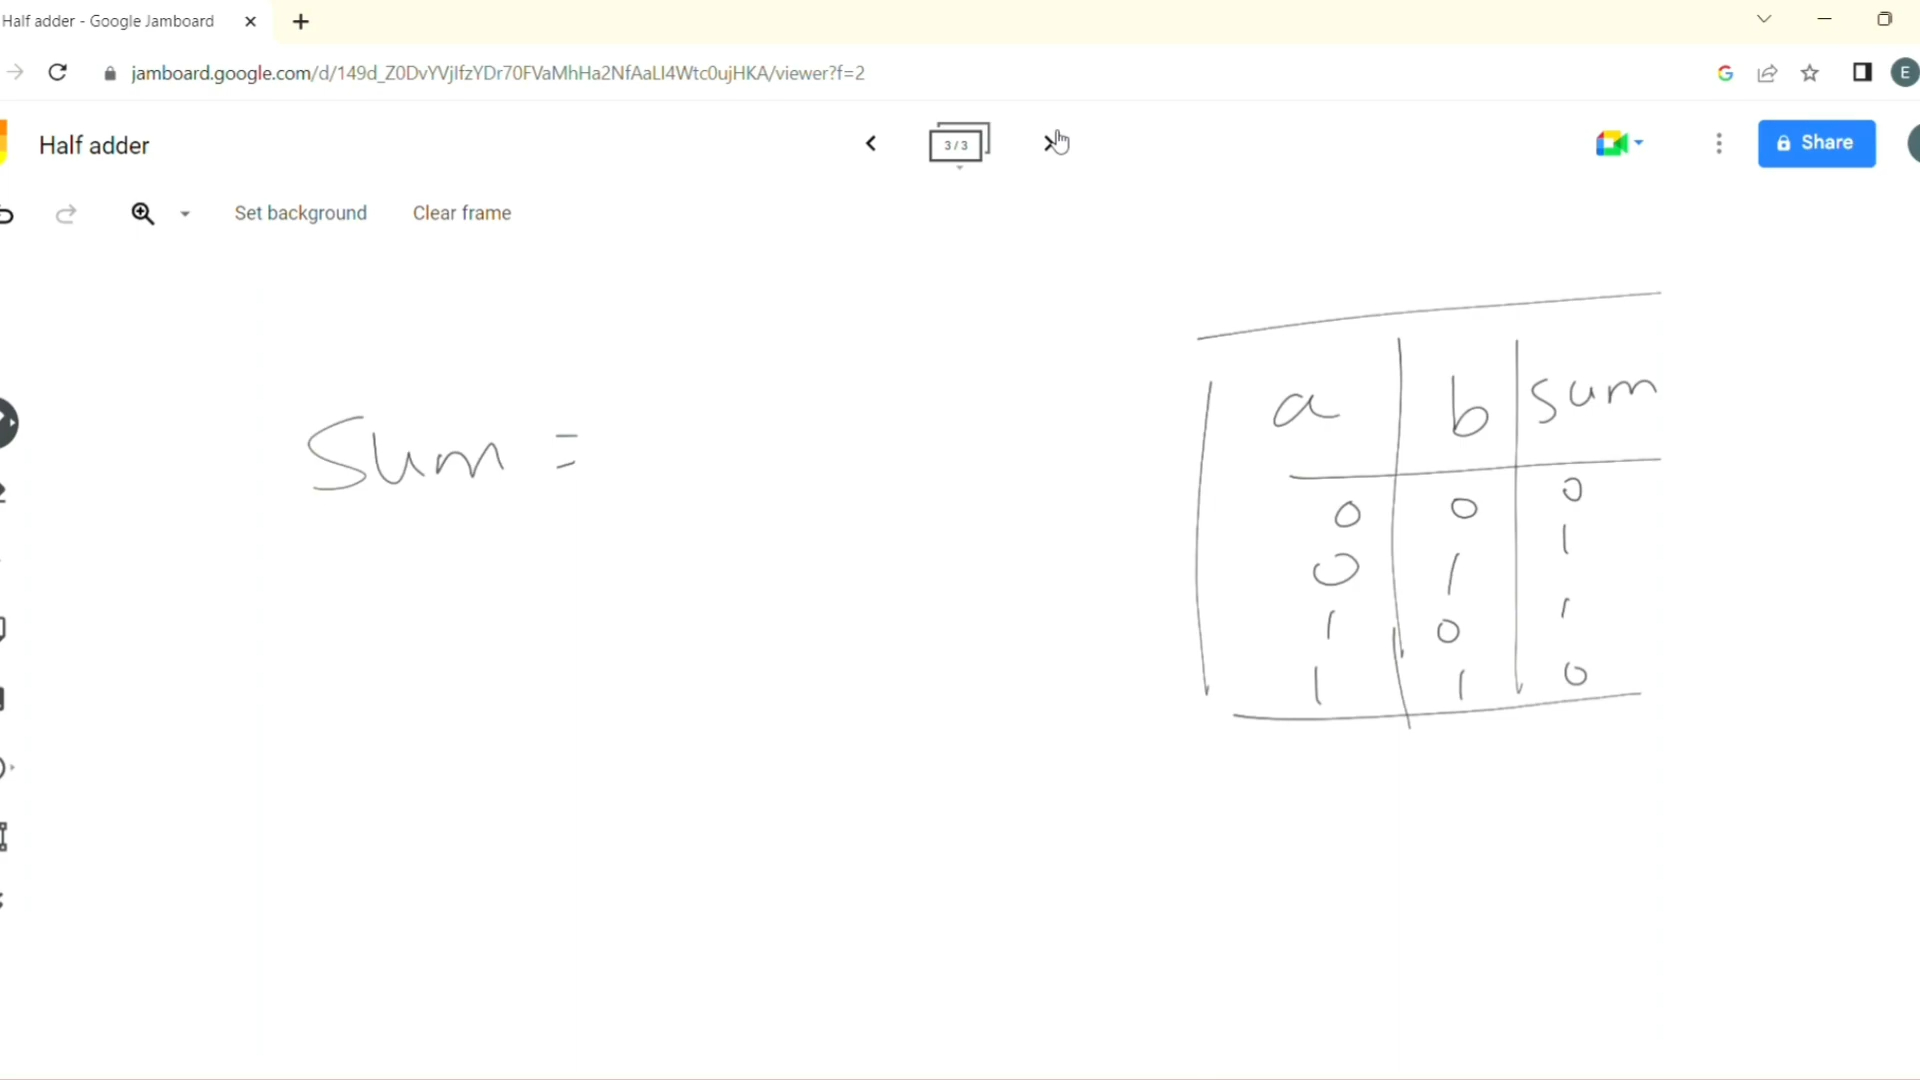 Half adder - Google Jamboard
jamboard.google.com/d/149d_Z0DvYVjlfzYDr70FVaMhHa2NfAaLI4Wtc0ujHKA/viewer?f=2
E
Half adder
3/3
Share
Set background Clear frame
Sum =
a b sum
0 0 0
0 1 1
1 0 1
1 1 0